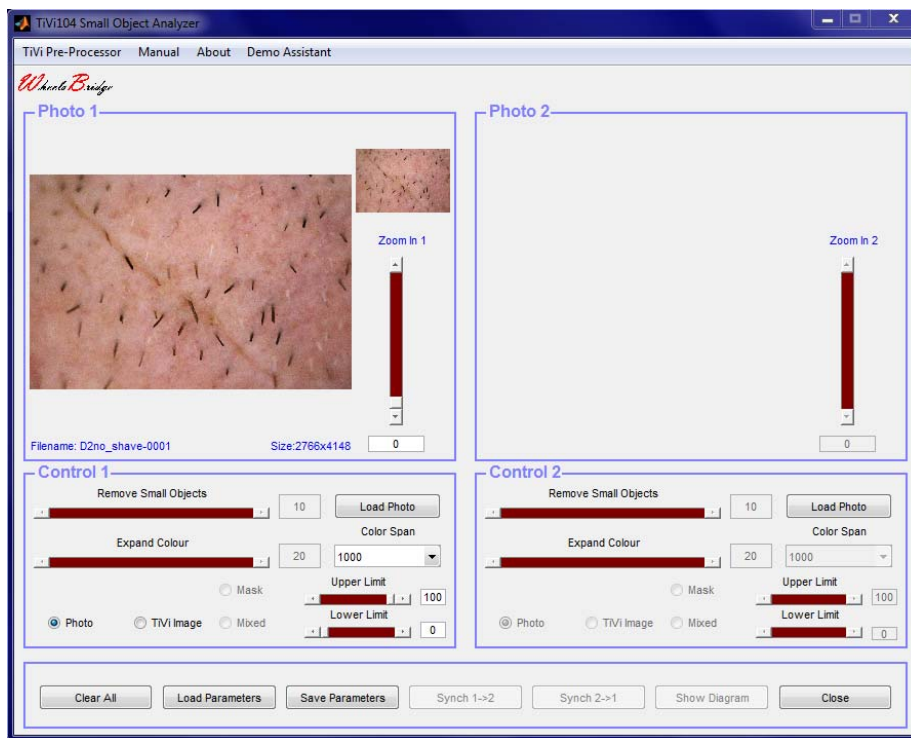 TiVi104 Small Object Analyzer
TiVi Pre-Processor Manual About Demo Assistant
Wheels Bridge
Photo 1
Zoom In 1
Filename: D2no_shave-0001 Size:2766x4148 0
Photo 2
Zoom In 2
0
Control 1
Remove Small Objects
10 Load Photo
Expand Colour Color Span
20 1000
Mask Upper Limit
100
Photo TiVi Image Mixed Lower Limit
0
Control 2
Remove Small Objects
10 Load Photo
Expand Colour Color Span
20 1000
Mask Upper Limit
100
Photo TiVi Image Mixed Lower Limit
0
Clear All Load Parameters Save Parameters Synch 1->2 Synch 2->1 Show Diagram Close